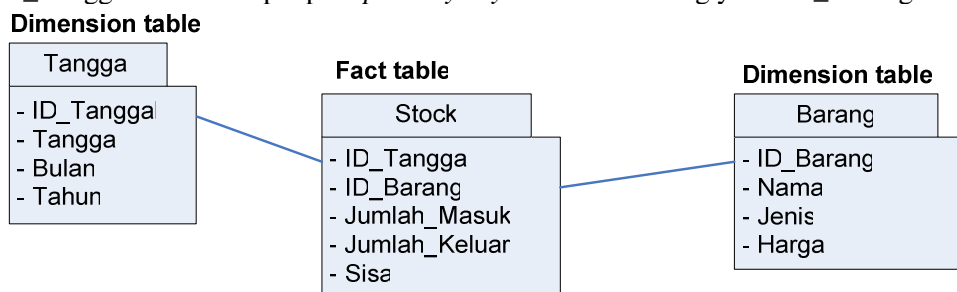 Dimension table
Tangga
- ID_Tanggal
- Tangga
- Bulan
- Tahun
Fact table
Stock
- ID_Tangga
- ID_Barang
- Jumlah_Masuk
- Jumlah_Keluar
- Sisa
Dimension table
Barang
- ID_Barang
- Nama
- Jenis
- Harga